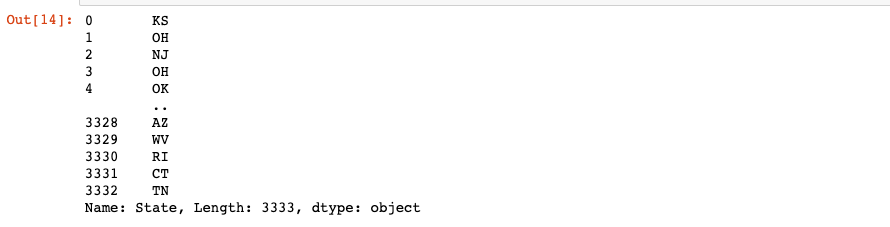 Out[14]: 0       KS
1       OH
2       NJ
3       OH
4       OK
..
3328    AZ
3329    WV
3330    RI
3331    CT
3332    TN
Name: State, Length: 3333, dtype: object